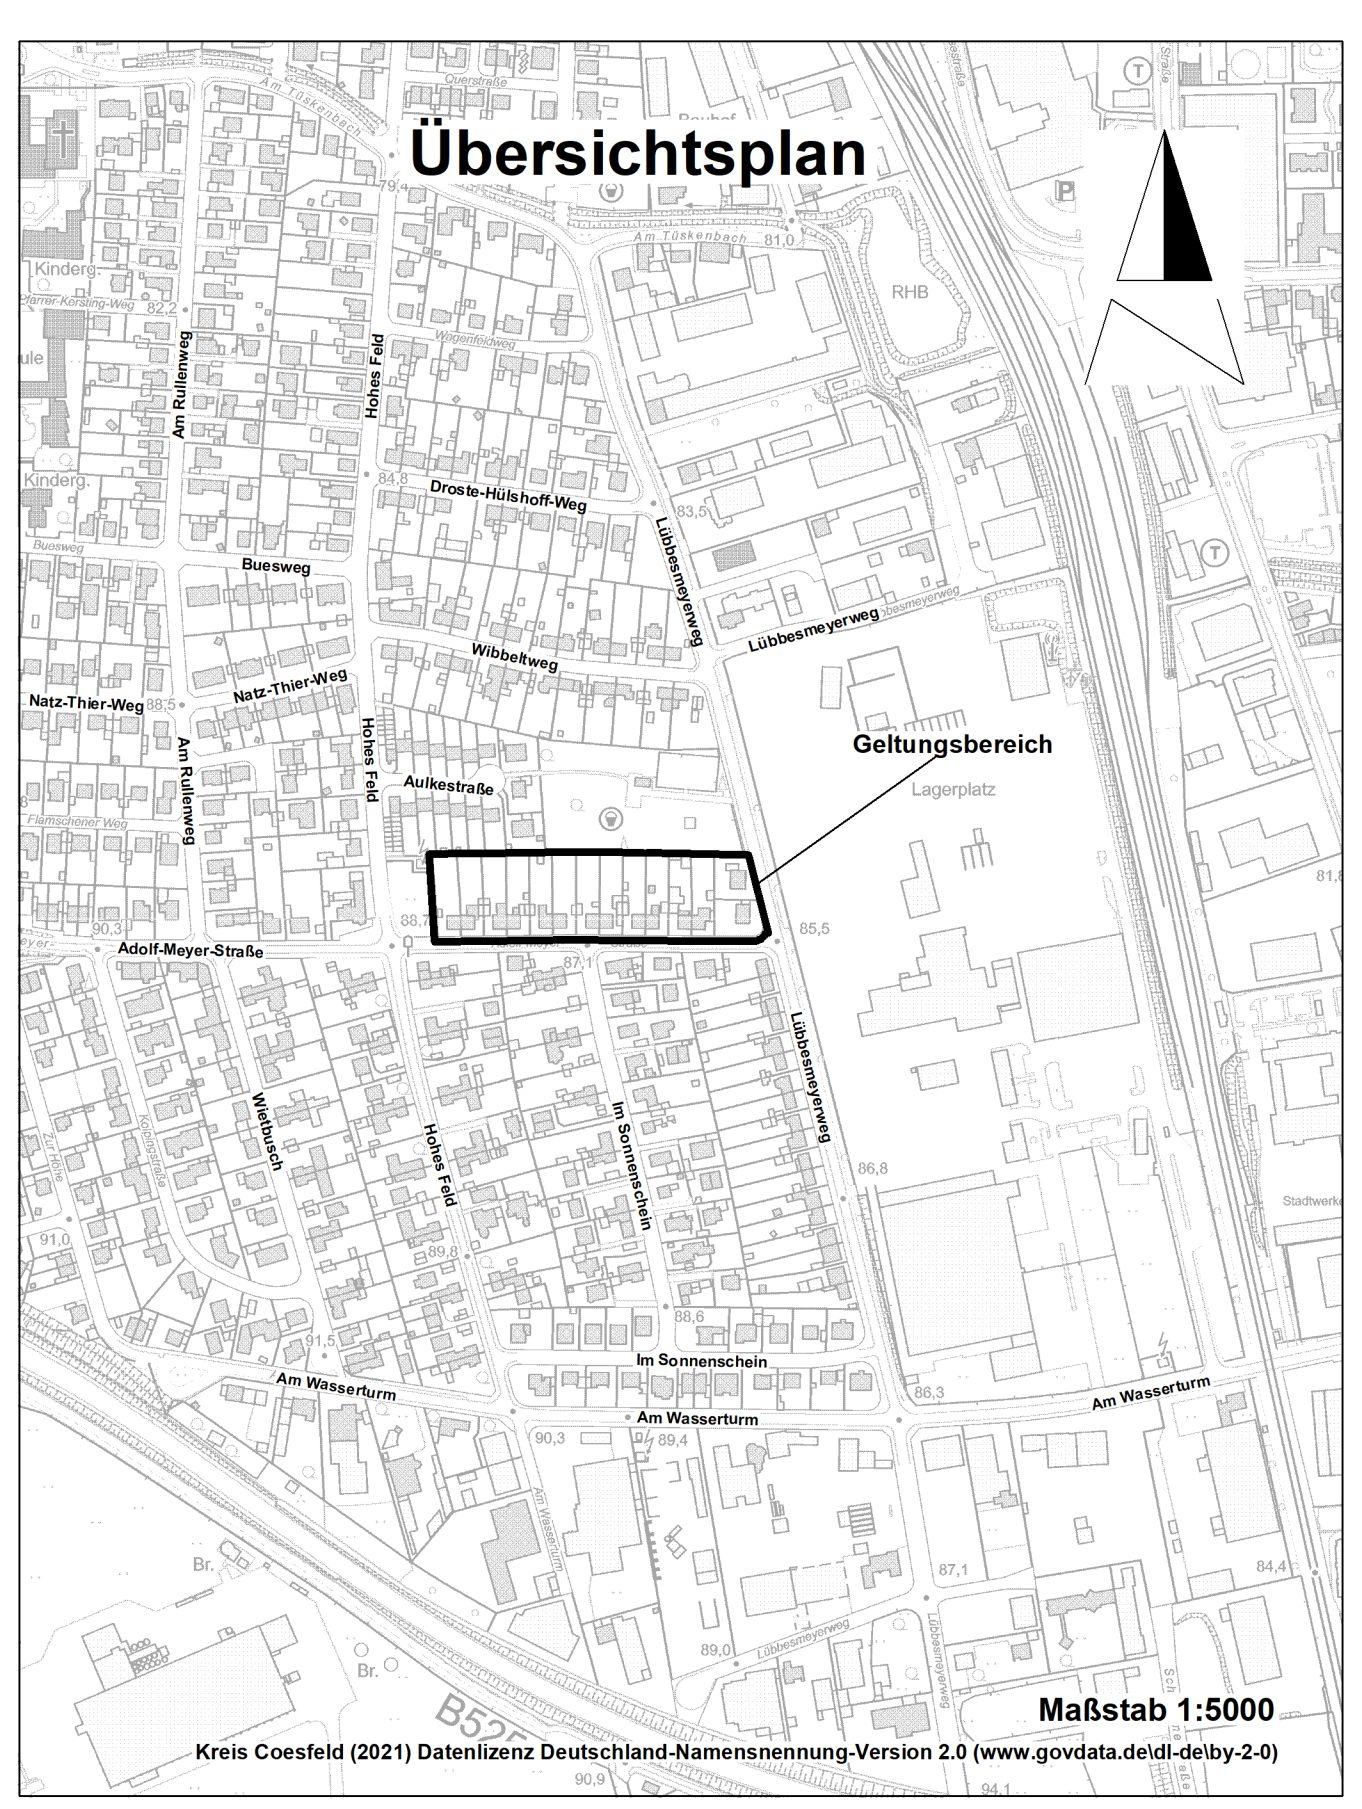 Querstraße
Am Tüskenbach
Übersichtsplan
79,4
P
T
Am Tüskenbach
81,0
Kinderg.
RHB
Pfarrer-Kersting-Weg
82,2
Wagenfeldweg
Hohes Feld
Am Rullenweg
Kinderg.
84,8
Droste-Hülshoff-Weg
83,5
Buesweg
Buesweg
T
Lübbesmeyerweg
Lübbesmeyerweg
Wibbeltweg
Natz-Thier-Weg
Natz-Thier-Weg
88,5
Hohes Feld
Am Rullenweg
Geltungsbereich
Aulkestraße
Lagerplatz
Flamschener Weg
90,3
85,5
Adolf-Meyer-Straße
87,1
Lübbesmeyerweg
Wietbusch
Im Sonnenschein
Hohes Feld
Kolpingstraße
Zur Höhe
86,8
Stadtwerke
91,0
89,8
88,6
91,5
Im Sonnenschein
Am Wasserturm
86,3
Am Wasserturm
Am Wasserturm
90,3
89,4
Am Wasserturm
Br.
87,1
84,4
89,0
Lübbesmeyerweg
Lübbesmeyerweg
Br.
B525
Maßstab 1:5000
Kreis Coesfeld (2021) Datenlizenz Deutschland-Namensnennung-Version 2.0 (www.govdata.de\dl-de\by-2-0)
90,9
94,1